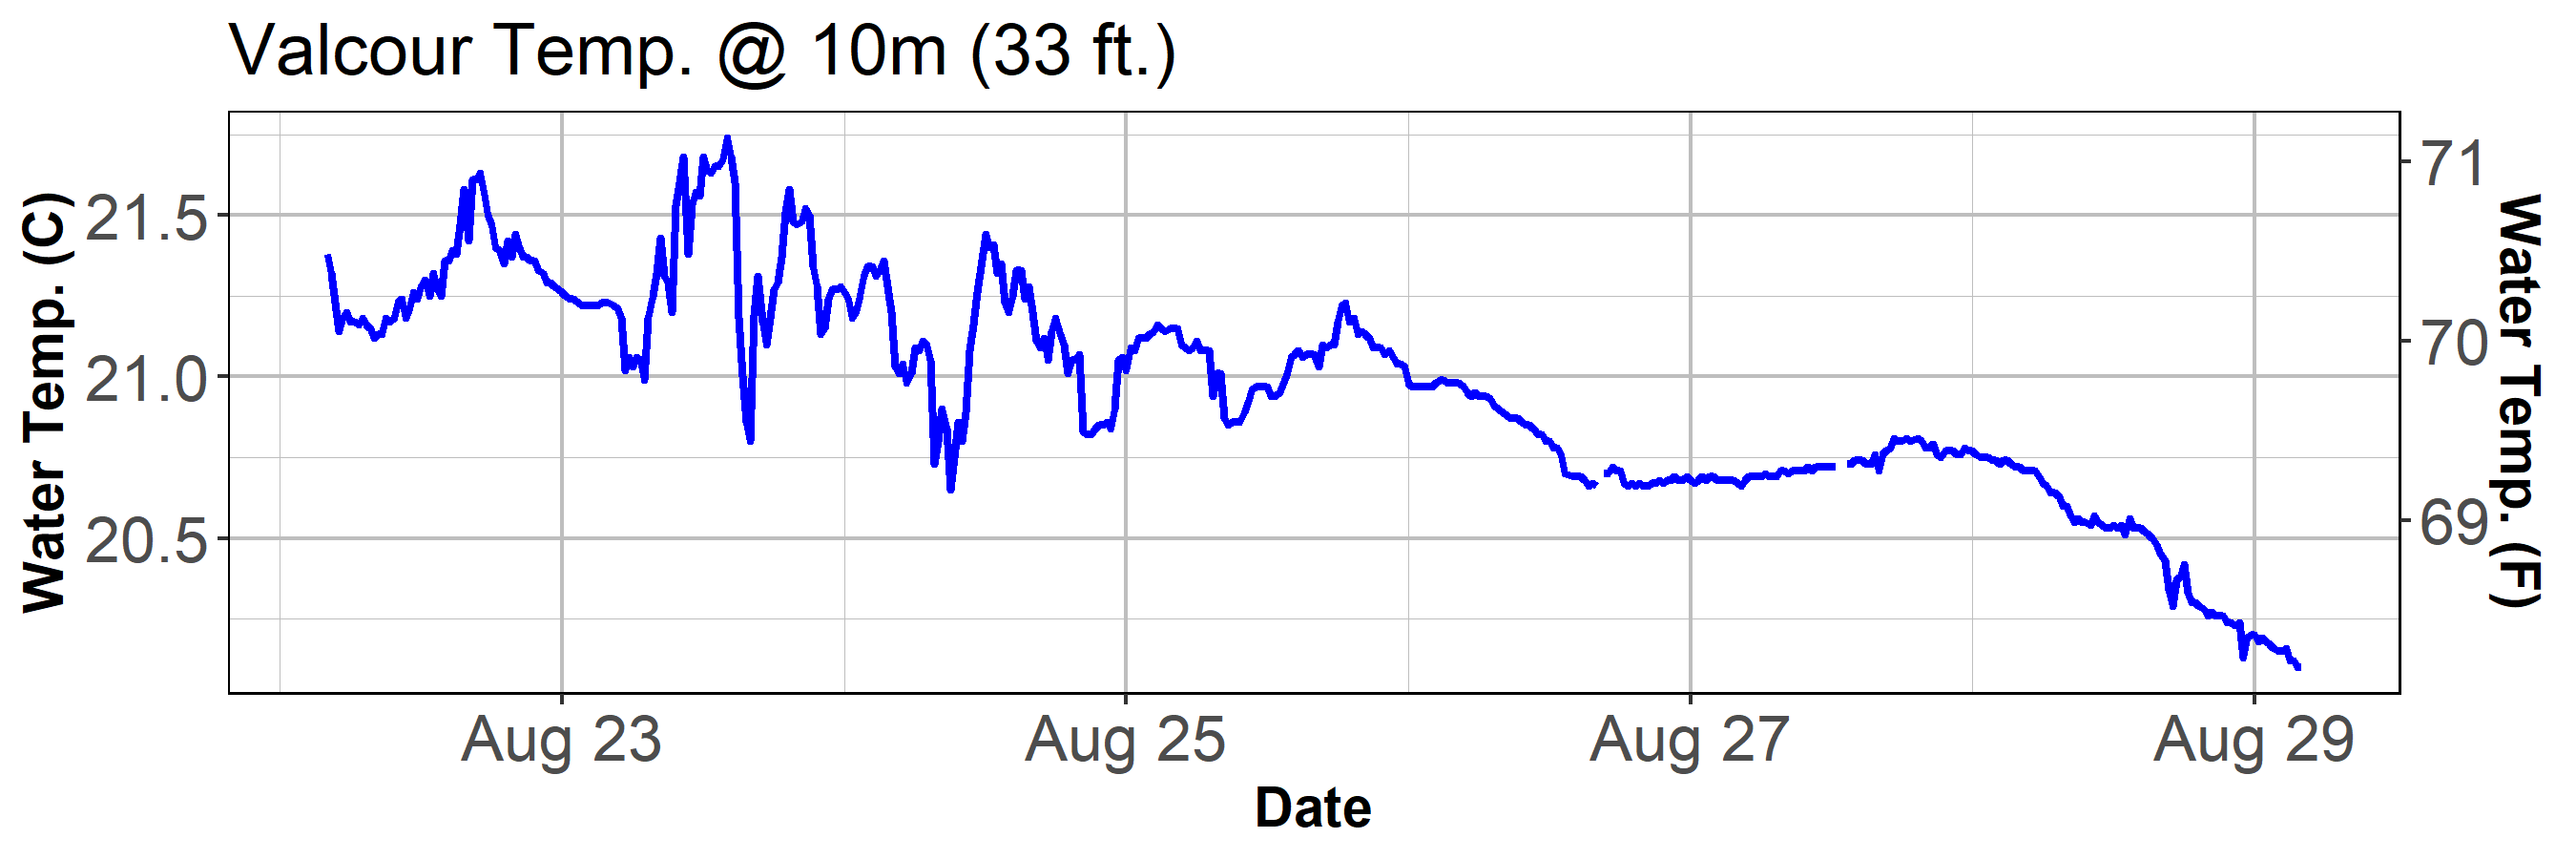 Valcour Temp. @ 10m (33 ft.)
Water Temp. (C)
21.5
21.0
20.5
71
70
69
Water Temp. (F)
Aug 23 Aug 25 Aug 27 Aug 29
Date